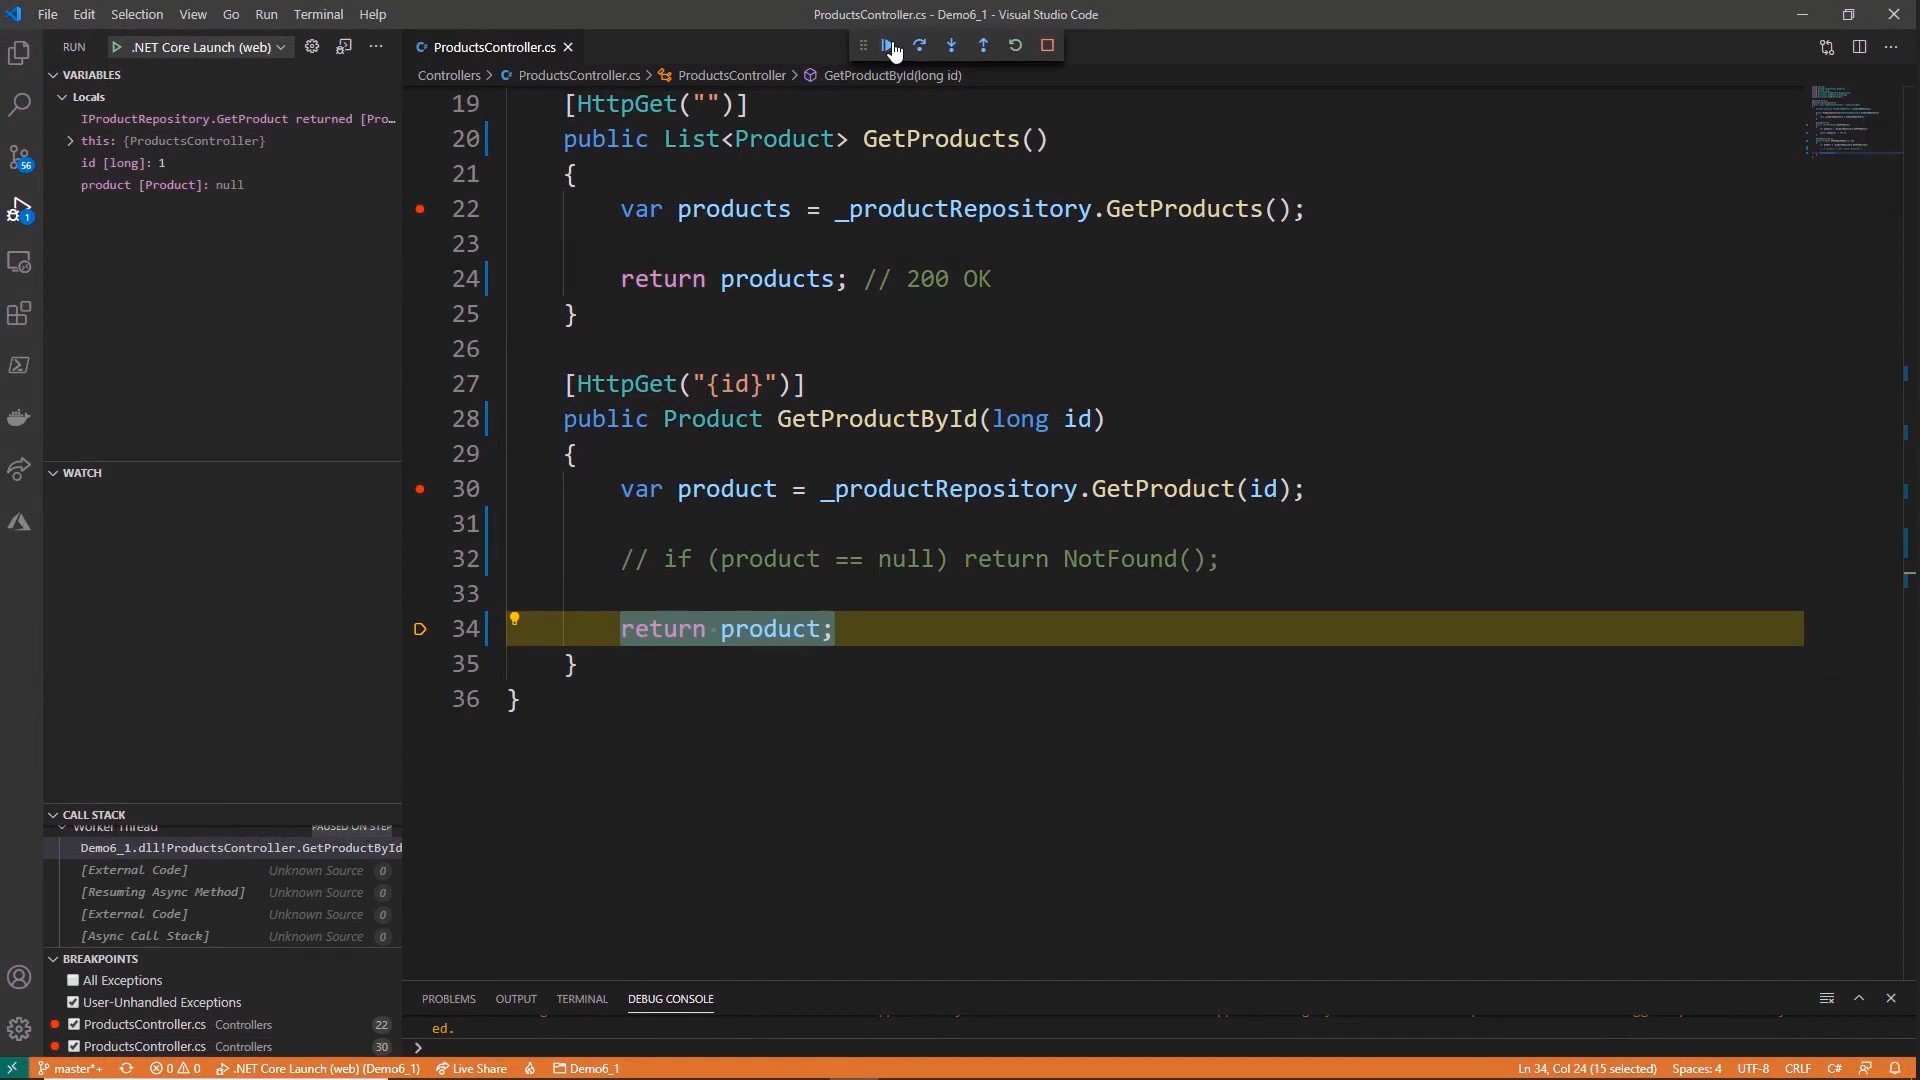 File Edit Selection View Go Run Terminal Help
ProductsController.cs - Demo6_1 - Visual Studio Code
RUN .NET Core Launch (web)
VARIABLES
Locals
IProductRepository.GetProduct returned [Pro…
this: {ProductsController}
id [long]: 1
product [Product]: null
56
1
WATCH
CALL STACK
Worker Thread PAUSED ON STEP
Demo6_1.dll!ProductsController.GetProductById
[External Code] Unknown Source 0
[Resuming Async Method] Unknown Source 0
[External Code] Unknown Source 0
[Async Call Stack] Unknown Source 0
BREAKPOINTS
All Exceptions
User-Unhandled Exceptions
ProductsController.cs Controllers 22
ProductsController.cs Controllers 30
ProductsController.cs
Controllers > ProductsController.cs > ProductsController > GetProductById(long id)
19 [HttpGet("")]
20 public List<Product> GetProducts()
21 {
22 var products = _productRepository.GetProducts();
23
24 return products; // 200 OK
25 }
26
27 [HttpGet("{id}")]
28 public Product GetProductById(long id)
29 {
30 var product = _productRepository.GetProduct(id);
31
32 // if (product == null) return NotFound();
33
34 return product;
35 }
36 }
PROBLEMS OUTPUT TERMINAL DEBUG CONSOLE
ed.
master*+ 0 0 .NET Core Launch (web) (Demo6_1) Live Share Demo6_1 Ln 34, Col 24 (15 selected) Spaces: 4 UTF-8 CRLF C#